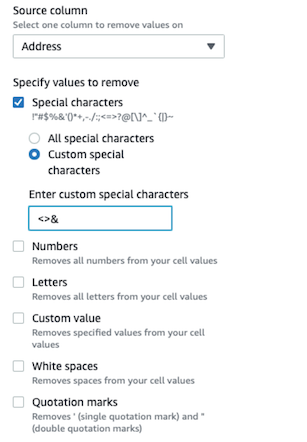 Source column
Select one column to remove values on
Address
Specify values to remove
Special characters
!"#$%&'()*+,-./:;<=>?@[\]^_`{|}~
All special characters
Custom special
characters
Enter custom special characters
<>&
Numbers
Removes all numbers from your cell values
Letters
Removes all letters from your cell values
Custom value
Removes specified values from your cell
values
White spaces
Removes spaces from your cell values
Quotation marks
Removes ' (single quotation mark) and "
(double quotation marks)